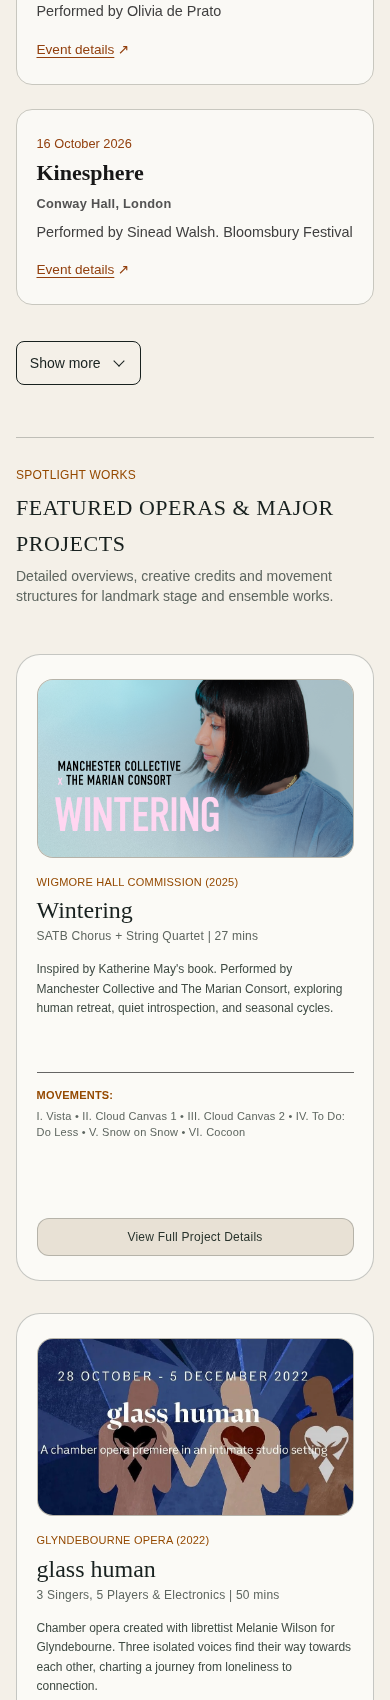 Performed by Olivia de Prato
Event details ↗
16 October 2026
Kinesphere
Conway Hall, London
Performed by Sinead Walsh. Bloomsbury Festival
Event details ↗
Show more
SPOTLIGHT WORKS
FEATURED OPERAS & MAJOR
PROJECTS
Detailed overviews, creative credits and movement
structures for landmark stage and ensemble works.
MANCHESTER COLLECTIVE
x THE MARIAN CONSORT
WINTERING
WIGMORE HALL COMMISSION (2025)
Wintering
SATB Chorus + String Quartet | 27 mins
Inspired by Katherine May's book. Performed by
Manchester Collective and The Marian Consort, exploring
human retreat, quiet introspection, and seasonal cycles.
MOVEMENTS:
I. Vista • II. Cloud Canvas 1 • III. Cloud Canvas 2 • IV. To Do:
Do Less • V. Snow on Snow • VI. Cocoon
View Full Project Details
28 OCTOBER - 5 DECEMBER 2022
glass human
A chamber opera premiere in an intimate studio setting
GLYNDEBOURNE OPERA (2022)
glass human
3 Singers, 5 Players & Electronics | 50 mins
Chamber opera created with librettist Melanie Wilson for
Glyndebourne. Three isolated voices find their way towards
each other, charting a journey from loneliness to
connection.